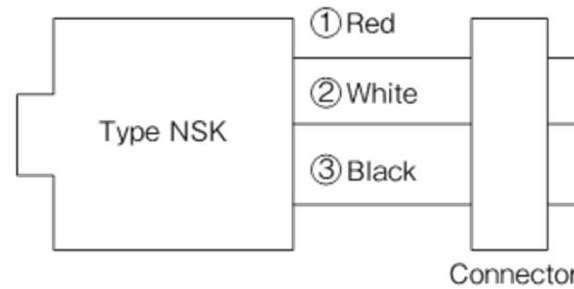 ①Red
②White
Type NSK
③Black
Connector